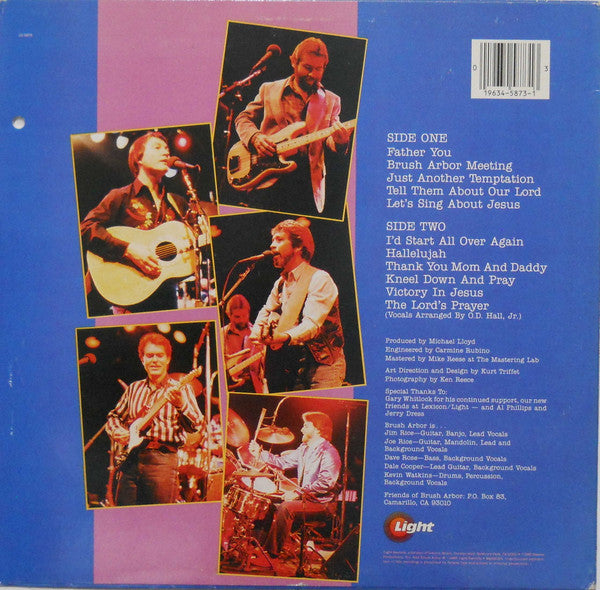 0
3
19634-5873-1
SIDE ONE
Father You
Brush Arbor Meeting
Just Another Temptation
Tell Them About Our Lord
Let's Sing About Jesus
SIDE TWO
I'd Start All Over Again
Hallelujah
Thank You Mom And Daddy
Kneel Down And Pray
Victory In Jesus
The Lord's Prayer
(Vocals Arranged By O.D. Hall, Jr.)
Produced by Michael Lloyd
Engineered by Carmine Rubino
Mastered by Mike Reese at The Mastering Lab
Art Direction and Design by Kurt Triffet
Photography by Ken Reece
Special Thanks To:
Gary Whitlock for his continued support, our new
friends at Lexicon/Light — and Al Phillips and
Jerry Dress
Brush Arbor is . . .
Jim Rice—Guitar, Banjo, Lead Vocals
Joe Rice—Guitar, Mandolin, Lead and
Background Vocals
Dave Rose—Bass, Background Vocals
Dale Cooper—Lead Guitar, Background Vocals
Kevin Watkins—Drums, Percussion,
Background Vocals
Friends of Brush Arbor: P.O. Box 83,
Camarillo, CA 93010
Light